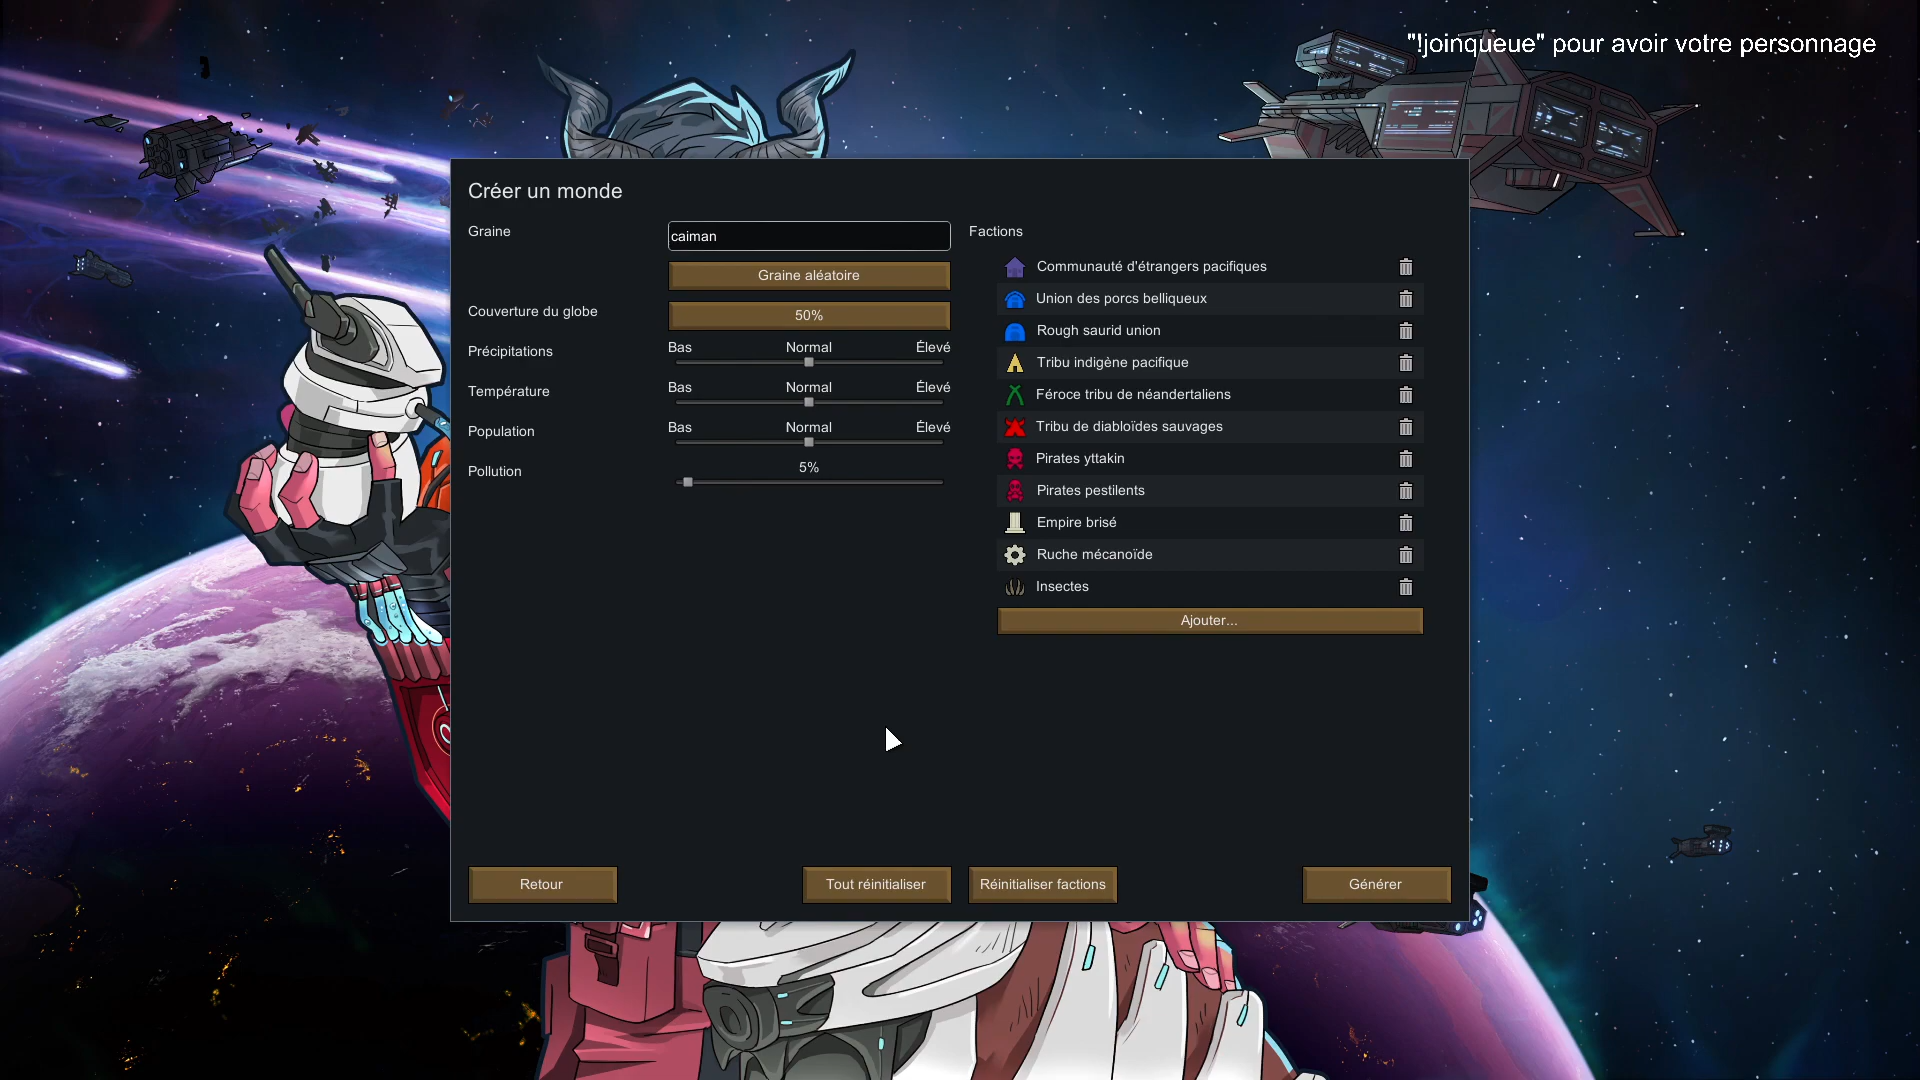 "!joinqueue" pour avoir votre personnage
Créer un monde
Graine
caiman
Graine aléatoire
Couverture du globe
50%
Précipitations
Bas Normal Élevé
Température
Bas Normal Élevé
Population
Bas Normal Élevé
Pollution
5%
Factions
Communauté d'étrangers pacifiques
Union des porcs belliqueux
Rough saurid union
Tribu indigène pacifique
Féroce tribu de néandertaliens
Tribu de diabloïdes sauvages
Pirates yttakin
Pirates pestilents
Empire brisé
Ruche mécanoïde
Insectes
Ajouter...
Retour
Tout réinitialiser
Réinitialiser factions
Générer